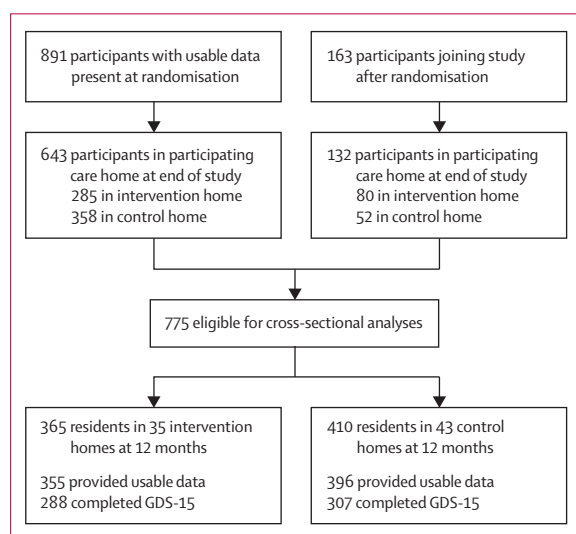 891 participants with usable data
present at randomisation
163 participants joining study
after randomisation
643 participants in participating
care home at end of study
285 in intervention home
358 in control home
132 participants in participating
care home at end of study
80 in intervention home
52 in control home
775 eligible for cross-sectional analyses
365 residents in 35 intervention
homes at 12 months
355 provided usable data
288 completed GDS-15
410 residents in 43 control
homes at 12 months
396 provided usable data
307 completed GDS-15